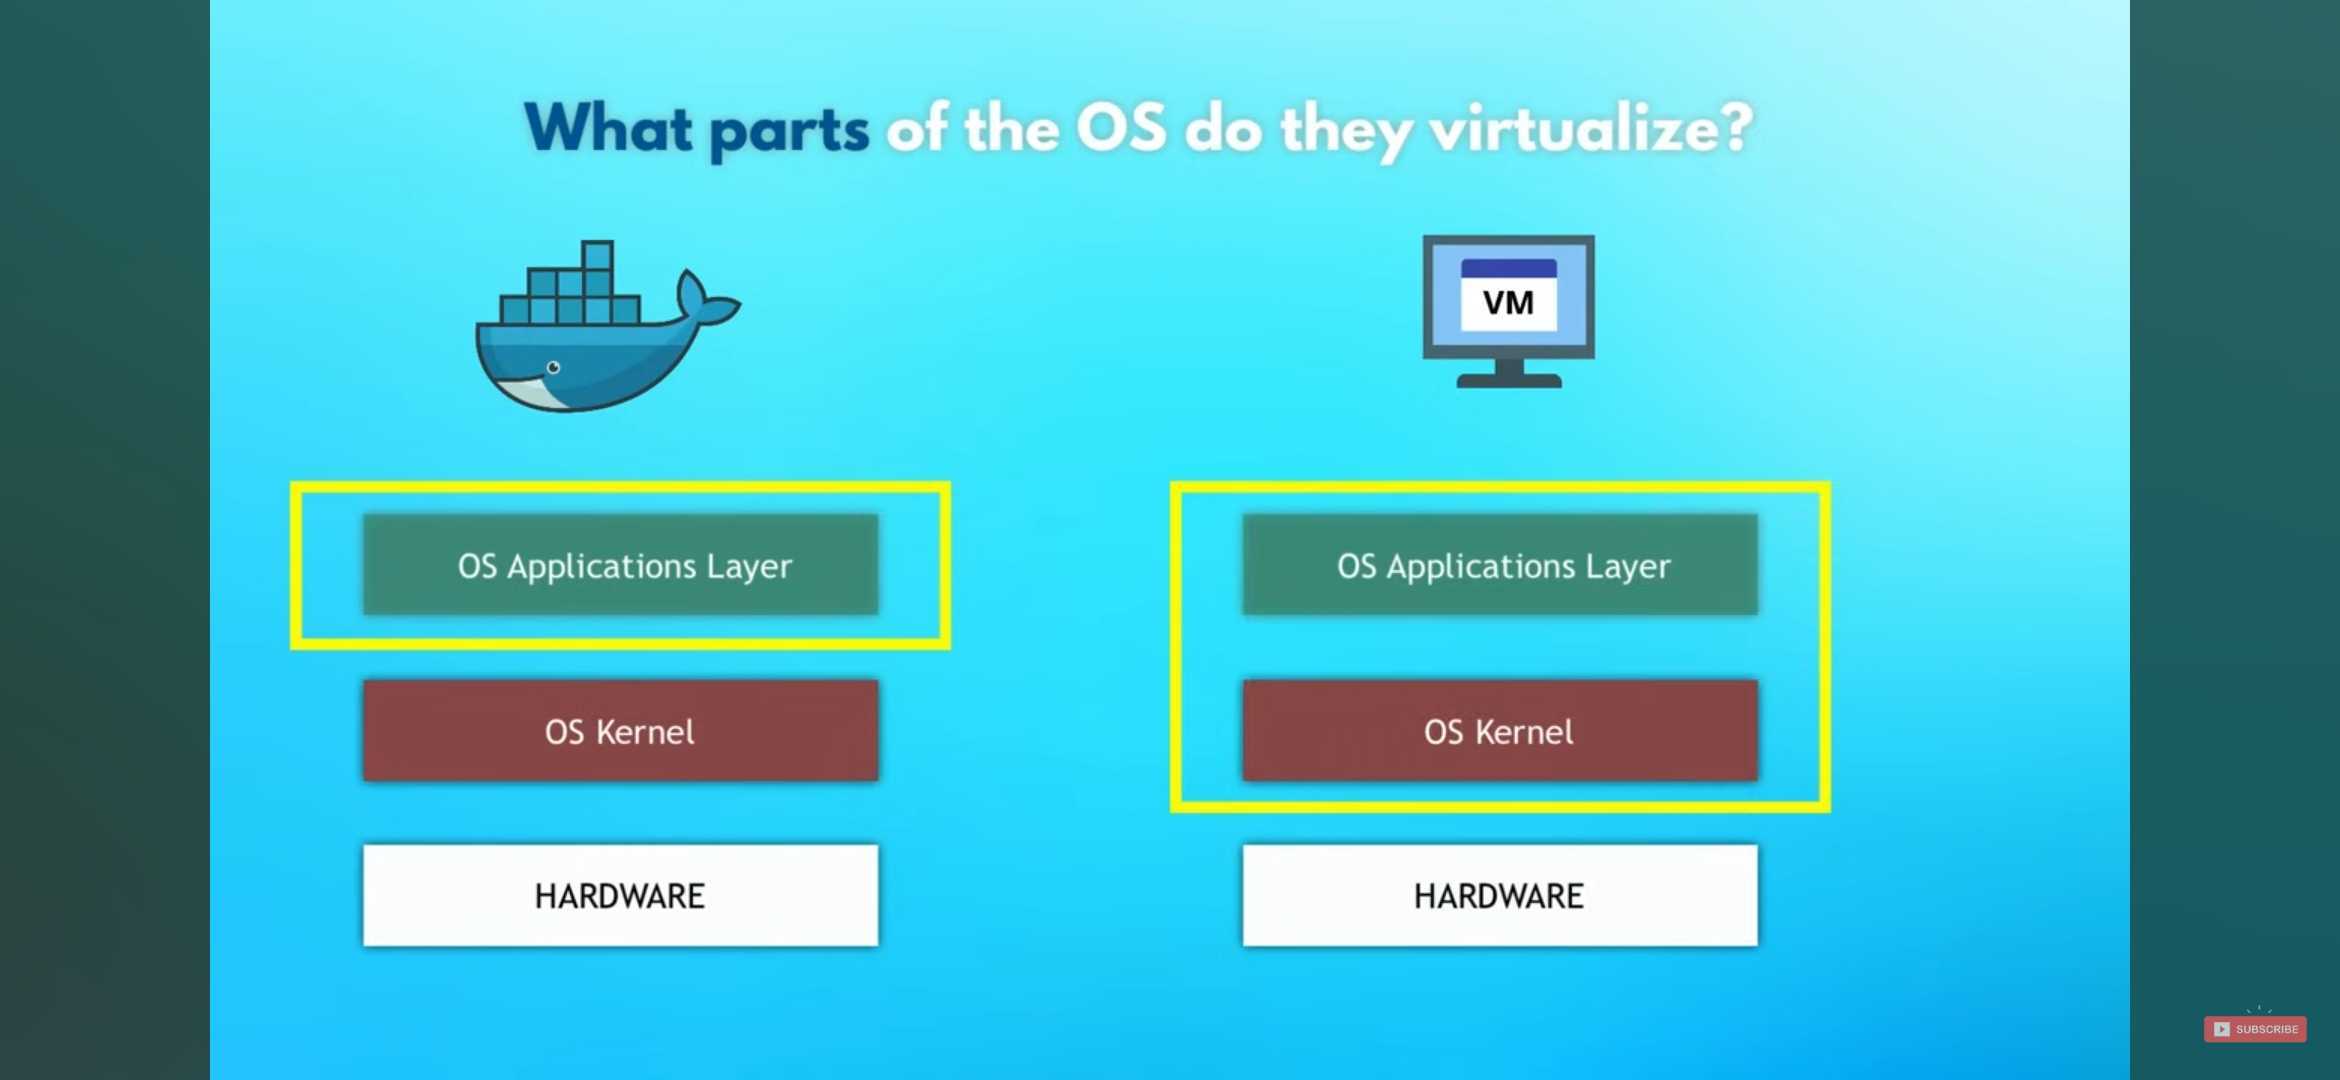 What parts of the OS do they virtualize?
VM
OS Applications Layer
OS Applications Layer
OS Kernel
OS Kernel
HARDWARE
HARDWARE
SUBSCRIBE